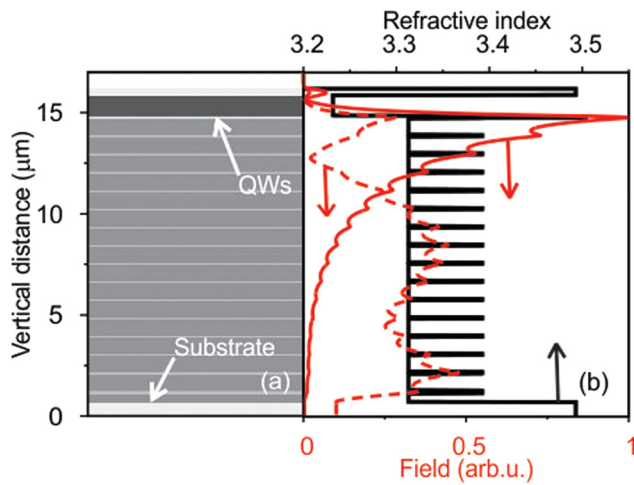 Refractive index
3.2 3.3 3.4 3.5
15
10
5
0
Vertical distance (μm)
QWs
Substrate
(a)
(b)
0 0.5 1
Field (arb.u.)